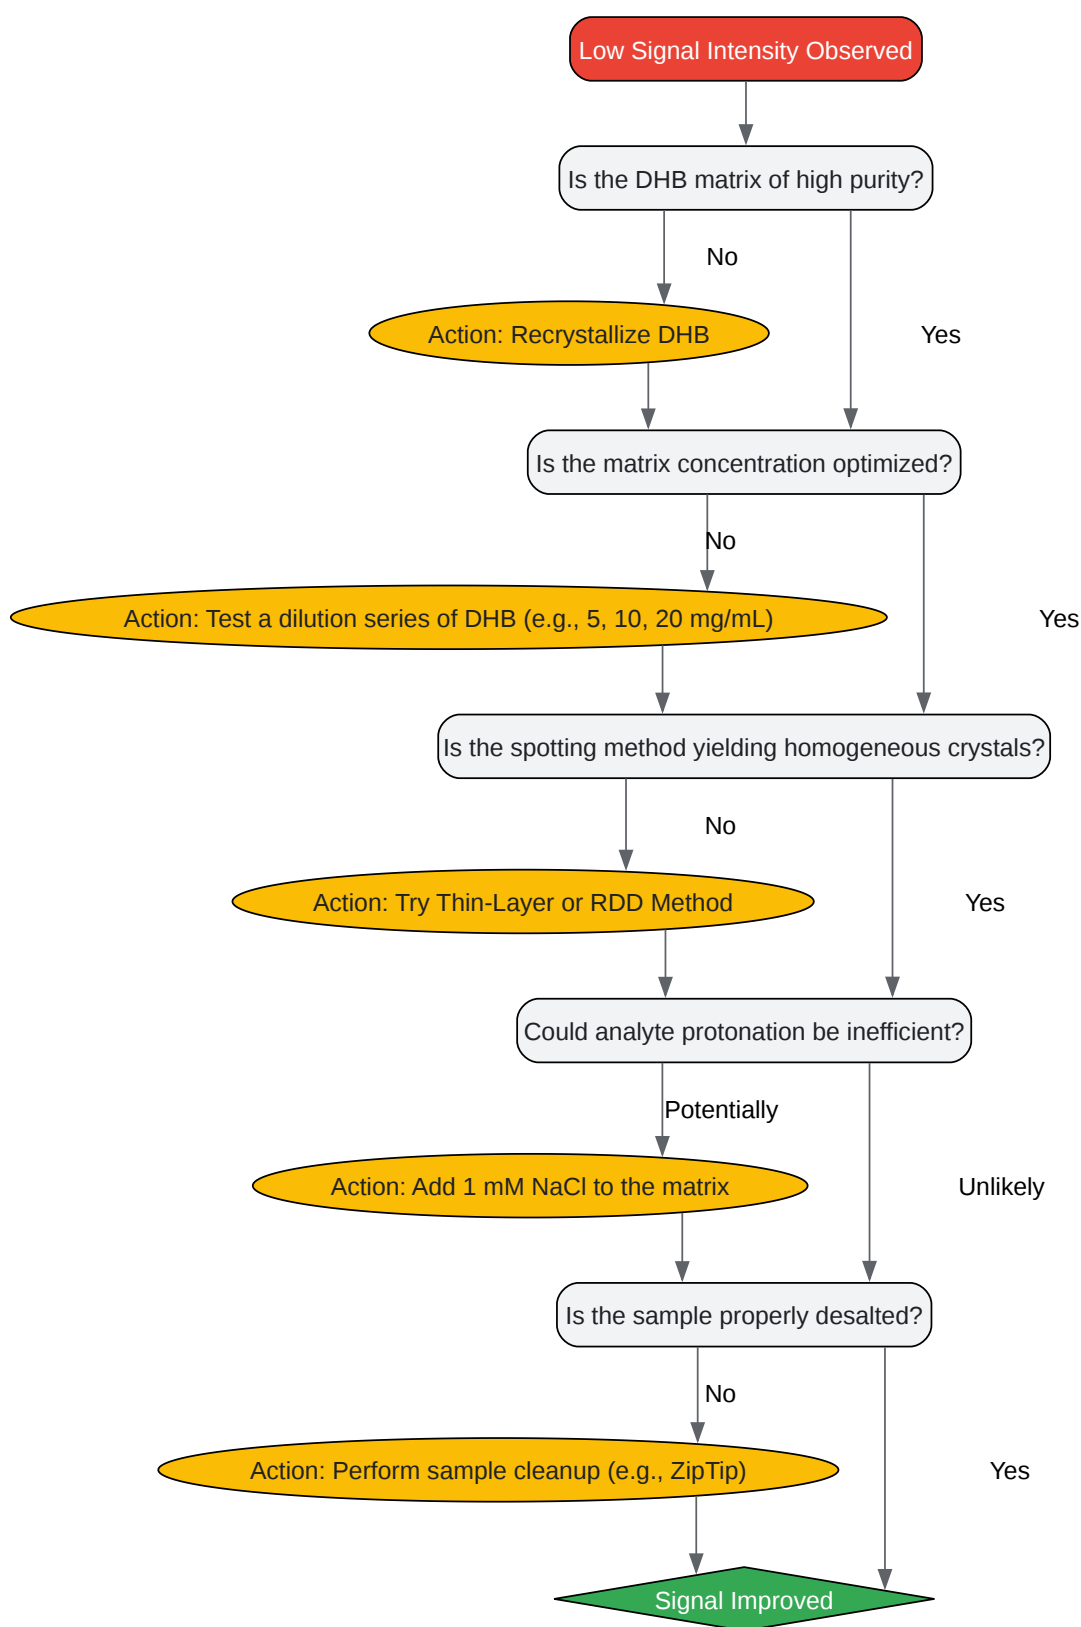 Low Signal Intensity Observed
Is the DHB matrix of high purity?
No
Action: Recrystallize DHB
Yes
Is the matrix concentration optimized?
No
Action: Test a dilution series of DHB (e.g., 5, 10, 20 mg/mL)
Yes
Is the spotting method yielding homogeneous crystals?
No
Action: Try Thin-Layer or RDD Method
Yes
Could analyte protonation be inefficient?
Potentially
Action: Add 1 mM NaCl to the matrix
Unlikely
Is the sample properly desalted?
No
Action: Perform sample cleanup (e.g., ZipTip)
Yes
Signal Improved